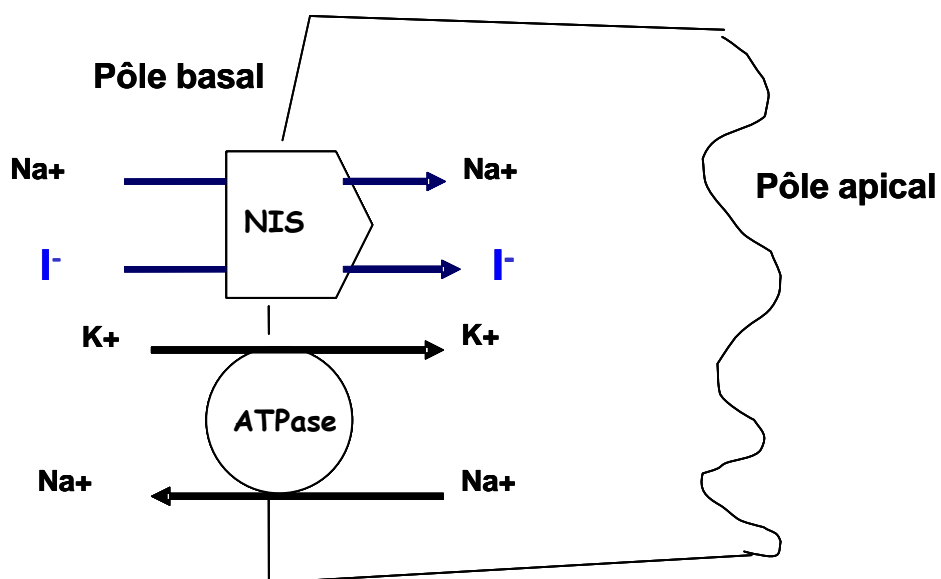 Pôle basal
Na+
Na+
Pôle apical
NIS
I-
I-
K+
K+
ATPase
Na+
Na+